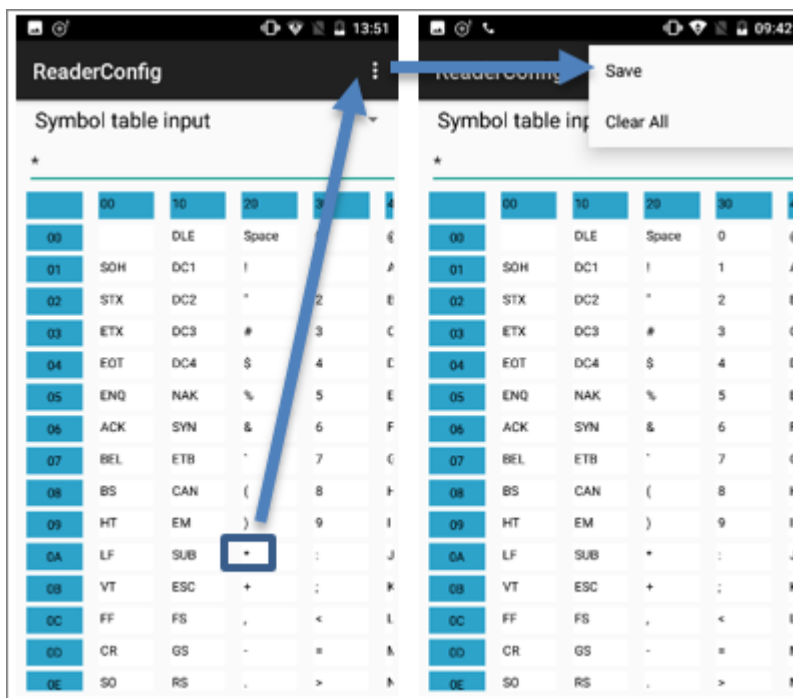 13:51
ReaderConfig
Symbol table input
*
00 10 20 30 4
00 DLE Space
01 SOH DC1 ! A
02 STX DC2 " 2
03 ETX DC3 # 3 C
04 EOT DC4 $ 4 D
05 ENQ NAK % 5 E
06 ACK SYN & 6 F
07 BEL ETB ' 7 G
08 BS CAN ( 8 H
09 HT EM ) 9 I
0A LF SUB * : J
0B VT ESC + ; K
0C FF FS , < L
0D CR GS - = M
0E SO RS . > N
09:42
ReaderConfig
Save
Symbol table inp
Clear All
*
00 10 20 30
00 DLE Space 0
01 SOH DC1 ! 1
02 STX DC2 " 2
03 ETX DC3 # 3
04 EOT DC4 $ 4
05 ENQ NAK % 5
06 ACK SYN & 6
07 BEL ETB ' 7
08 BS CAN ( 8
09 HT EM ) 9
0A LF SUB * :
0B VT ESC + ;
0C FF FS , <
0D CR GS - =
0E SO RS . >